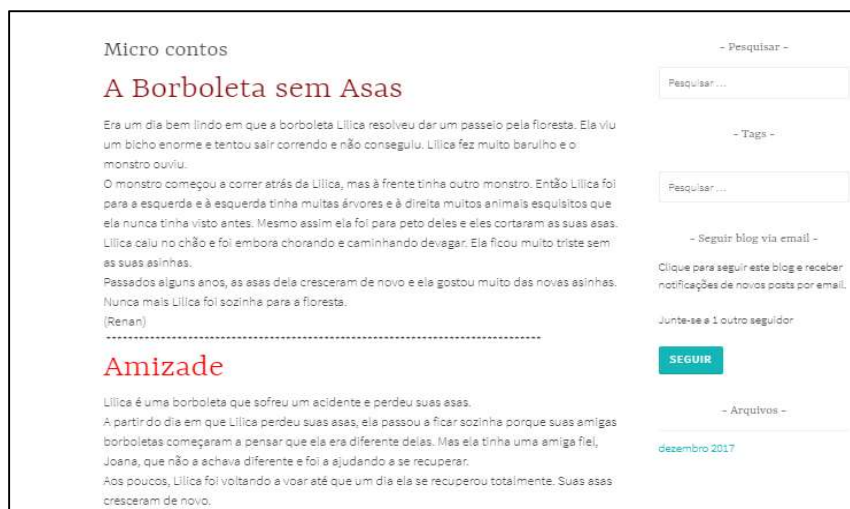 Micro contos
A Borboleta sem Asas
Era um dia bem lindo em que a borboleta Lilica resolveu dar um passeio pela floresta. Ela viu
um bicho enorme e tentou sair correndo e não conseguiu. Lilica fez muito barulho e o
monstro ouviu.
O monstro começou a correr atrás da Lilica, mas à frente tinha outro monstro. Então Lilica foi
para a esquerda e à esquerda tinha muitas árvores e à direita muitos animais esquisitos que
ela nunca tinha visto antes. Mesmo assim ela foi para peto deles e eles cortaram as suas asas.
Lilica caiu no chão e foi embora chorando e caminhando devagar. Ela ficou muito triste sem
as suas asinhas.
Passados alguns anos, as asas dela cresceram de novo e ela gostou muito das novas asinhas.
Nunca mais Lilica foi sozinha para a floresta.
(Renan)
Amizade
Lilica é uma borboleta que sofreu um acidente e perdeu suas asas.
A partir do dia em que Lilica perdeu suas asas, ela passou a ficar sozinha porque suas amigas
borboletas começaram a pensar que ela era diferente delas. Mas ela tinha uma amiga fiel,
Joana, que não a achava diferente e foi a ajudando a se recuperar.
Aos poucos, Lilica foi voltando a voar até que um dia ela se recuperou totalmente. Suas asas
cresceram de novo.
– Pesquisar –
Pesquisar ...
– Tags –
Pesquisar ...
– Seguir blog via email –
Clique para seguir este blog e receber
notificações de novos posts por email.
Junte-se a 1 outro seguidor
SEGUIR
– Arquivos –
dezembro 2017